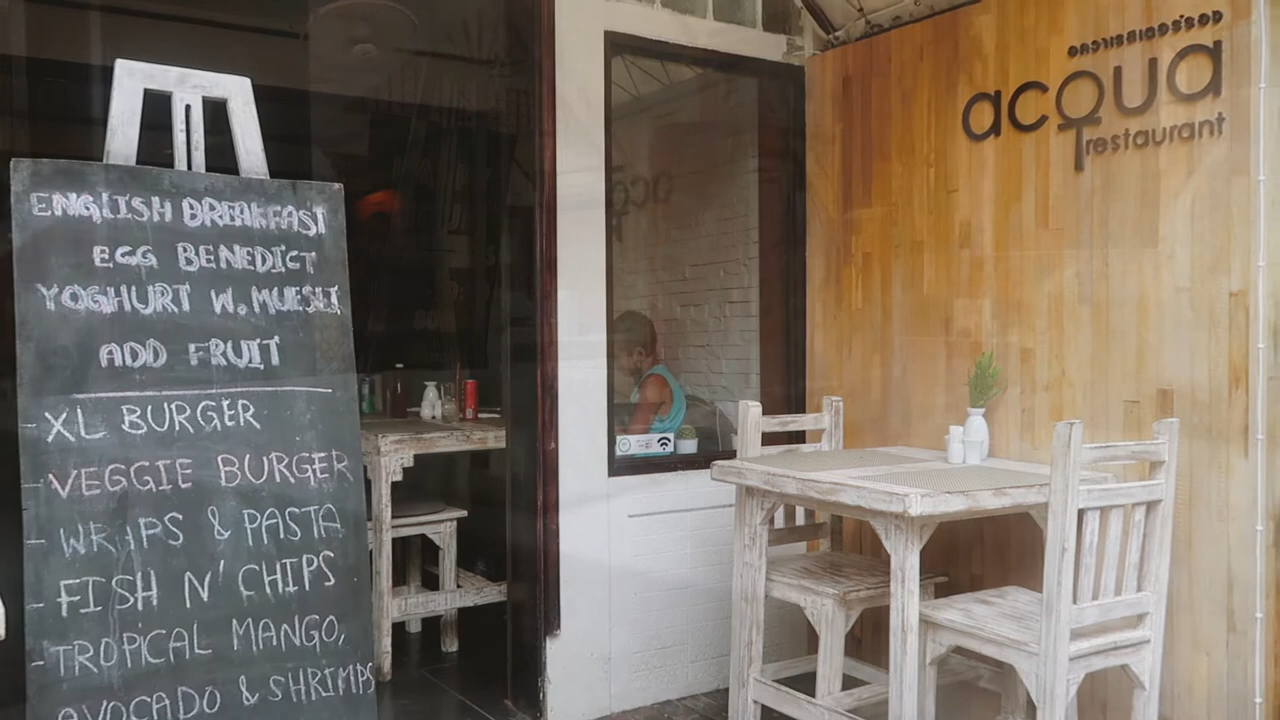 ENGLISH BREAKFAST
EGG BENEDICT
YOGHURT W. MUESLI
ADD FRUIT
- XL BURGER
- VEGGIE BURGER
- WRAPS & PASTA
- FISH N' CHIPS
- TROPICAL MANGO,
AVOCADO & SHRIMPS
acqua
restaurant